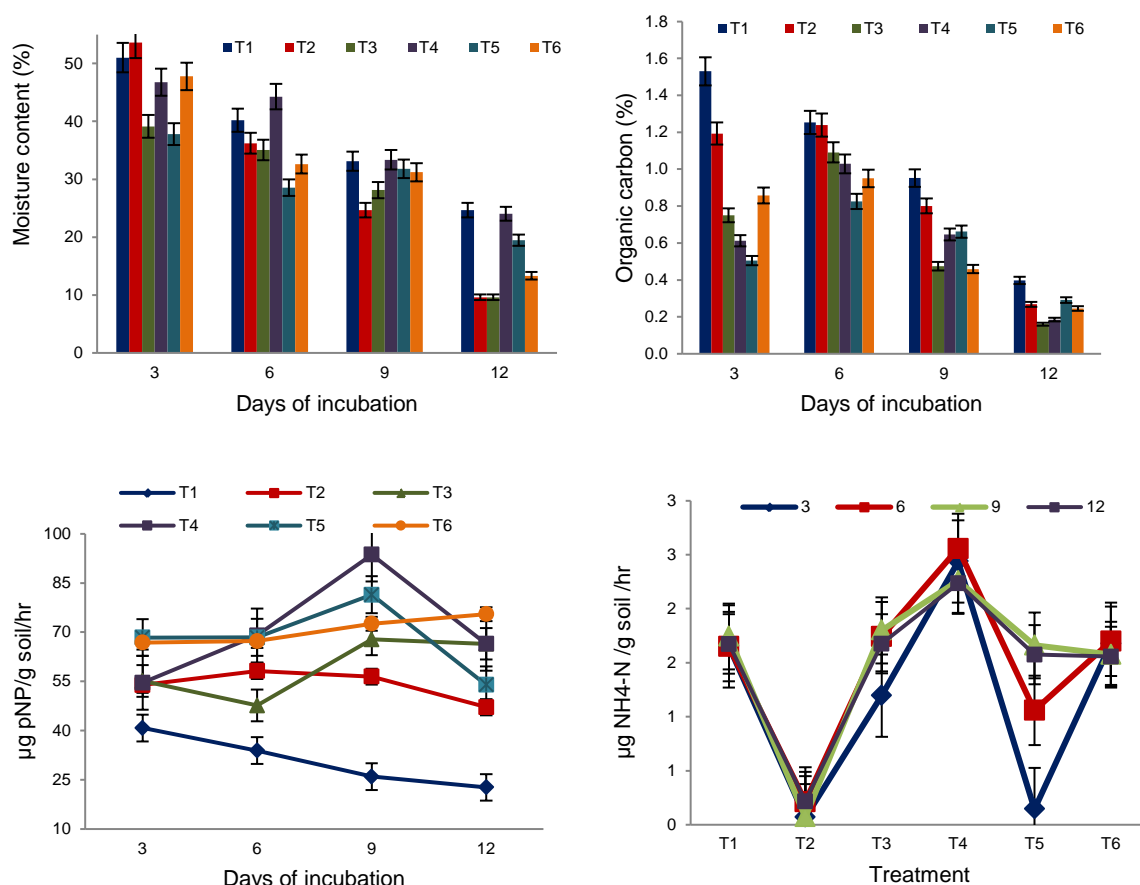 Moisture content (%)
T1 T2 T3 T4 T5 T6
50
40
30
20
10
0
3 6 9 12
Days of incubation
Organic carbon (%)
T1 T2 T3 T4 T5 T6
1.8
1.6
1.4
1.2
1.0
0.8
0.6
0.4
0.2
0.0
3 6 9 12
Days of incubation
µg pNP/g soil/hr
T1 T2 T3
T4 T5 T6
100
85
70
55
40
25
10
3 6 9 12
Days of incubation
µg NH4-N /g soil /hr
3 6 9 12
3
3
2
2
1
1
0
T1 T2 T3 T4 T5 T6
Treatment